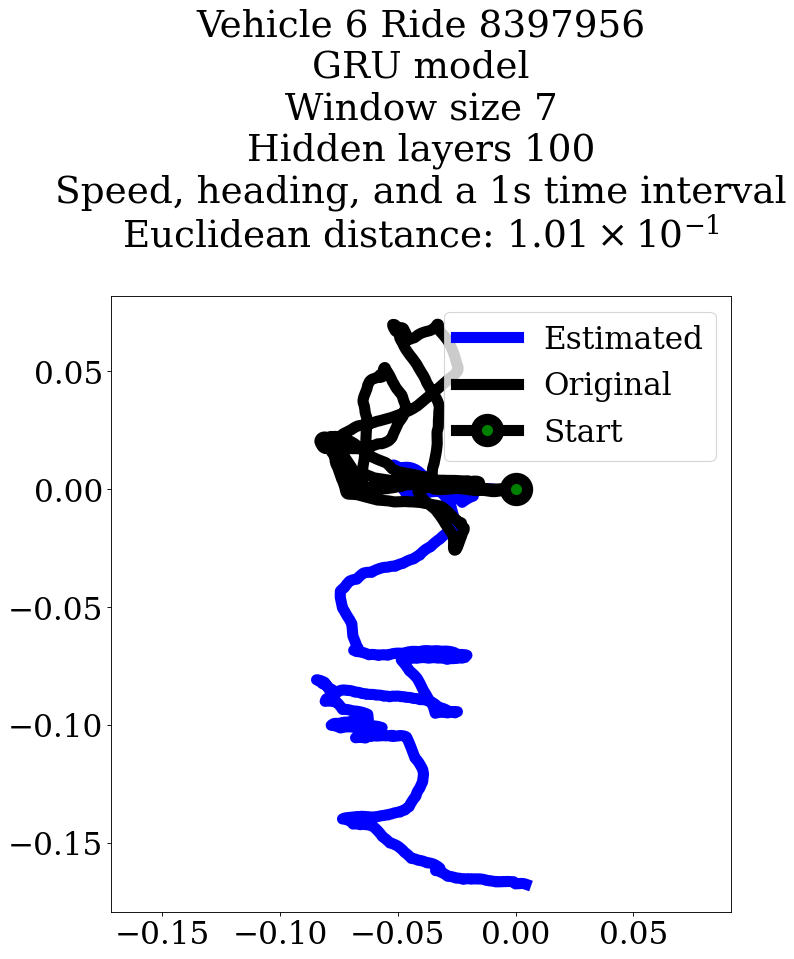 Vehicle 6 Ride 8397956
GRU model
Window size 7
Hidden layers 100
Speed, heading, and a 1s time interval
Euclidean distance: 1.01 × 10⁻¹
Estimated
Original
Start
0.05
0.00
−0.05
−0.10
−0.15
−0.15 −0.10 −0.05 0.00 0.05